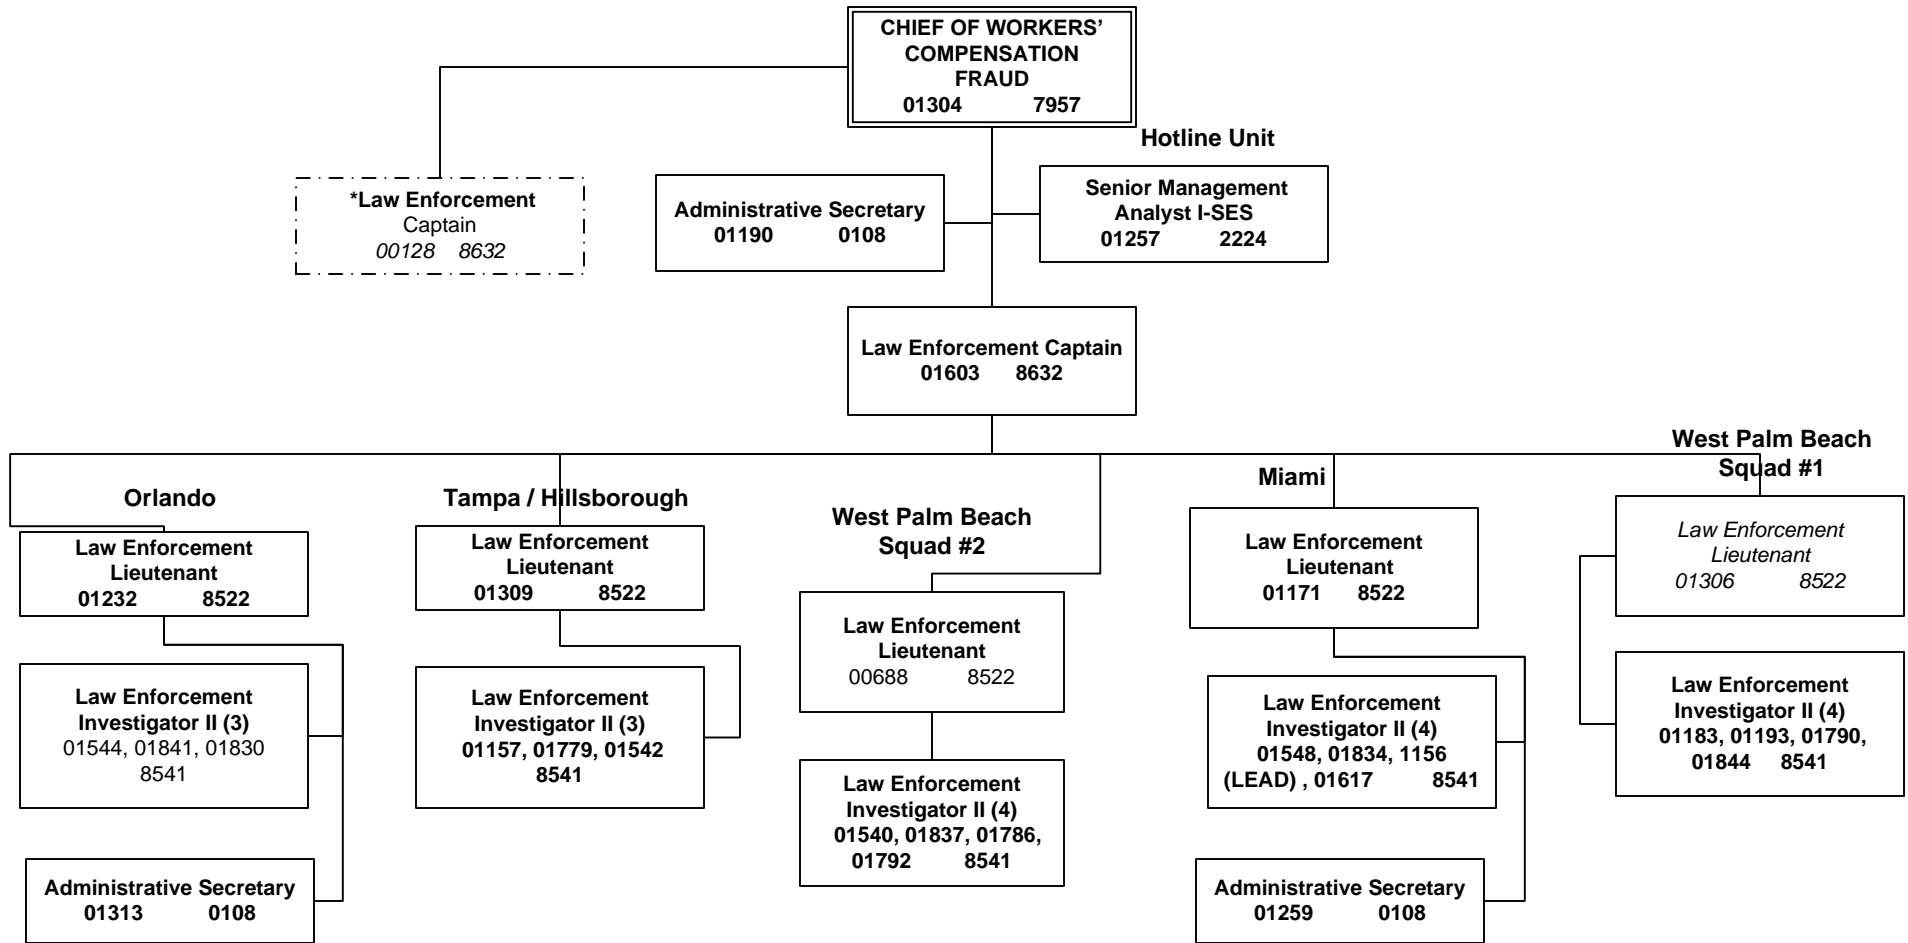 CHIEF OF WORKERS'
COMPENSATION
FRAUD
01304 7957
Hotline Unit
*Law Enforcement
Captain
00128 8632
Administrative Secretary
01190 0108
Senior Management
Analyst I-SES
01257 2224
Law Enforcement Captain
01603 8632
Orlando
Law Enforcement
Lieutenant
01232 8522
Law Enforcement
Investigator II (3)
01544, 01841, 01830
8541
Administrative Secretary
01313 0108
Tampa / Hillsborough
Law Enforcement
Lieutenant
01309 8522
Law Enforcement
Investigator II (3)
01157, 01779, 01542
8541
West Palm Beach
Squad #2
Law Enforcement
Lieutenant
00688 8522
Law Enforcement
Investigator II (4)
01540, 01837, 01786,
01792 8541
Miami
Law Enforcement
Lieutenant
01171 8522
Law Enforcement
Investigator II (4)
01548, 01834, 1156
(LEAD) , 01617 8541
Administrative Secretary
01259 0108
West Palm Beach
Squad #1
Law Enforcement
Lieutenant
01306 8522
Law Enforcement
Investigator II (4)
01183, 01193, 01790,
01844 8541